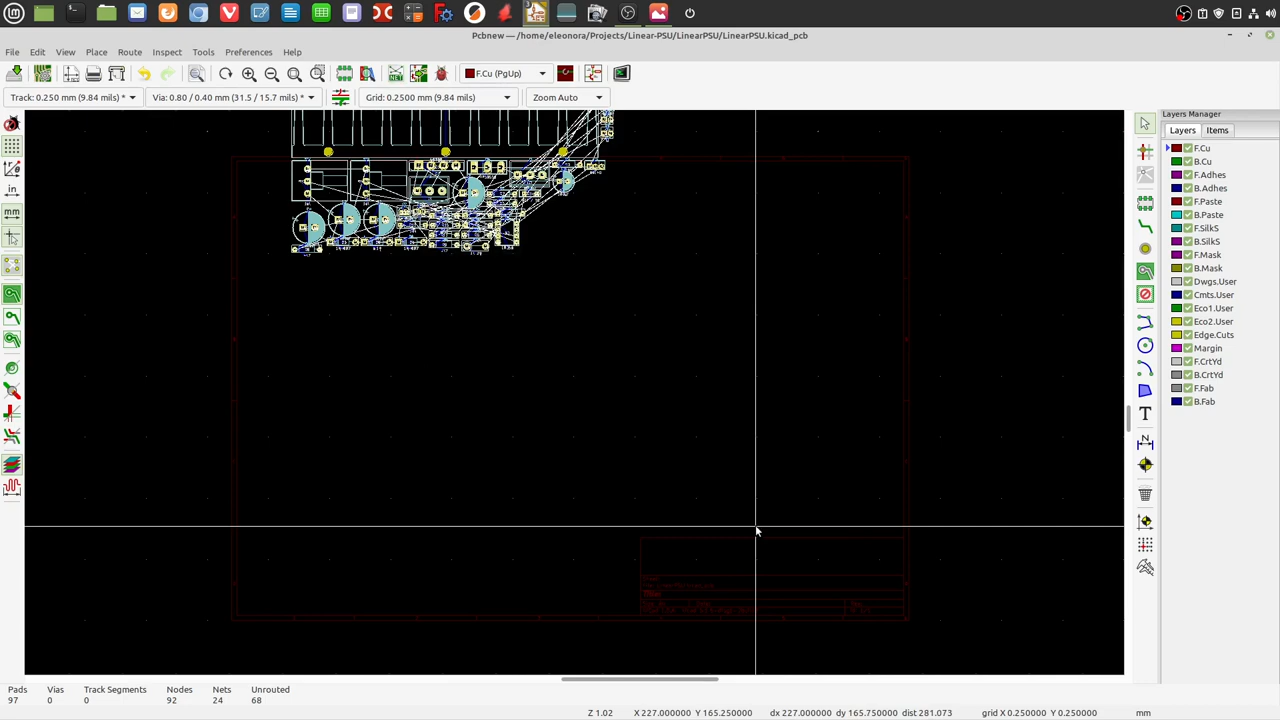 Pcbnew — /home/eleonora/Projects/Linear-PSU/LinearPSU/LinearPSU.kicad_pcb
File Edit View Place Route Inspect Tools Preferences Help
F.Cu (PgUp)
Track: 0.250 mm (9.84 mils) * Via: 0.80 / 0.40 mm (31.5 / 15.7 mils) * Grid: 0.2500 mm (9.84 mils) Zoom Auto
Layers Manager
Layers Items
F.Cu
B.Cu
F.Adhes
B.Adhes
F.Paste
B.Paste
F.SilkS
B.SilkS
F.Mask
B.Mask
Dwgs.User
Cmts.User
Eco1.User
Eco2.User
Edge.Cuts
Margin
F.CrtYd
B.CrtYd
F.Fab
B.Fab
in
mm
NET
T
N
Pads Vias Track Segments Nodes Nets Unrouted
97 0 0 92 24 68
Z 1.02 X 227.000000 Y 165.250000 dx 227.000000 dy 165.750000 dist 281.073 grid X 0.250000 Y 0.250000 mm